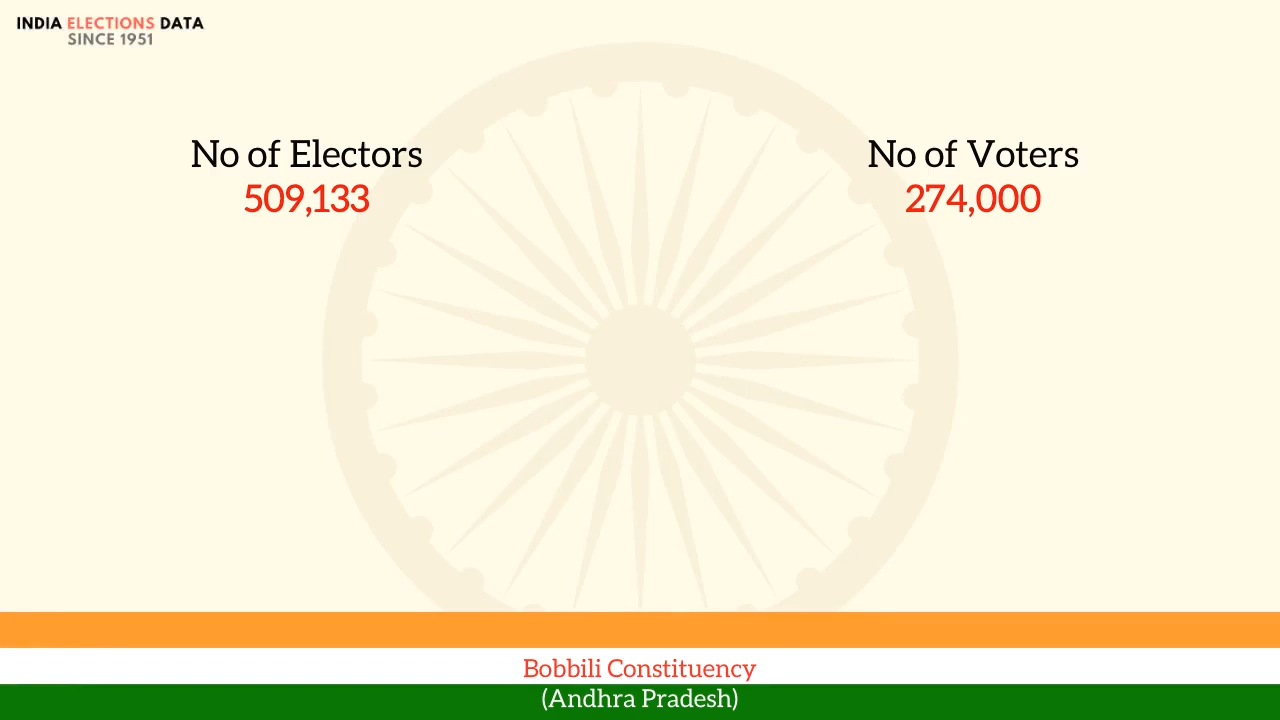 INDIA ELECTIONS DATA
SINCE 1951
No of Electors
509,133
No of Voters
274,000
Bobbili Constituency
(Andhra Pradesh)